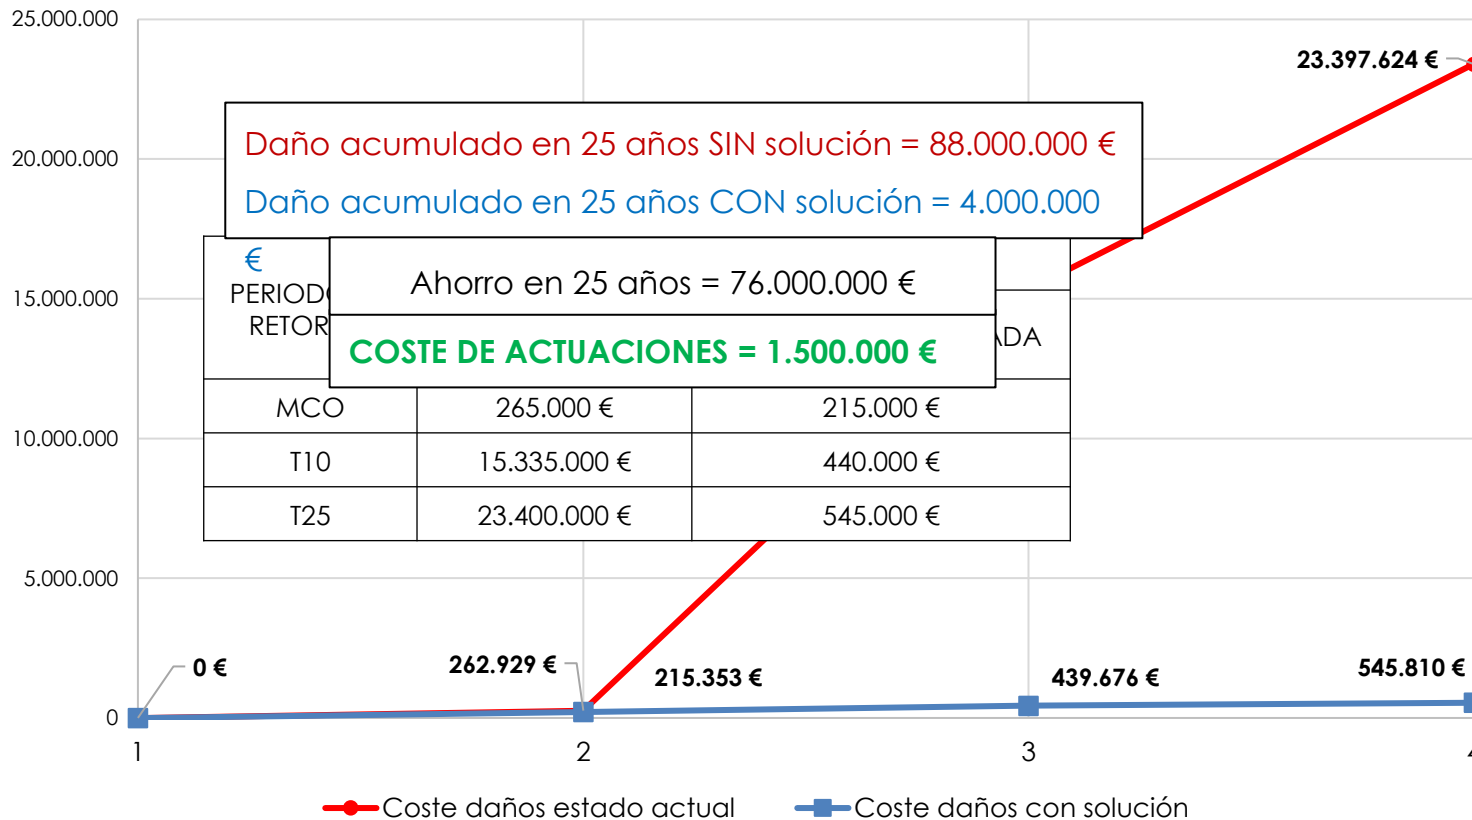 25.000.000
23.397.624 €
20.000.000
Daño acumulado en 25 años SIN solución = 88.000.000 €
Daño acumulado en 25 años CON solución = 4.000.000
€
15.000.000
Ahorro en 25 años = 76.000.000 €
COSTE DE ACTUACIONES = 1.500.000 €
MCO 265.000 € 215.000 €
10.000.000
T10 15.335.000 € 440.000 €
T25 23.400.000 € 545.000 €
5.000.000
0 €
262.929 €
215.353 €
439.676 €
545.810 €
0
1 2 3
Coste daños estado actual
Coste daños con solución